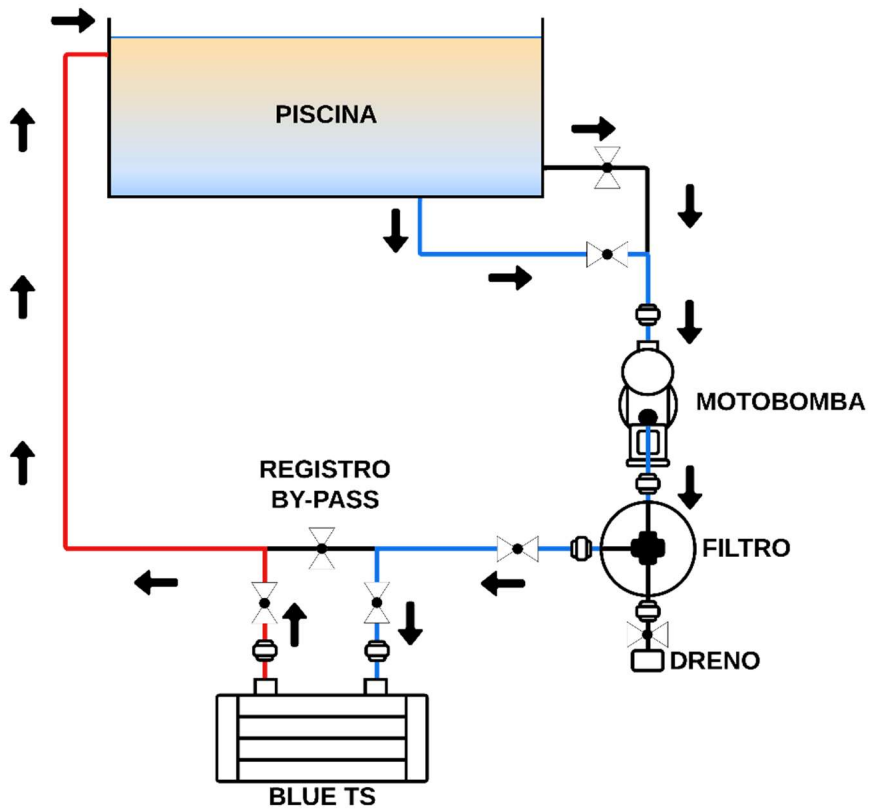 PISCINA
MOTOBOMBA
REGISTRO
BY-PASS
FILTRO
DRENO
BLUE TS